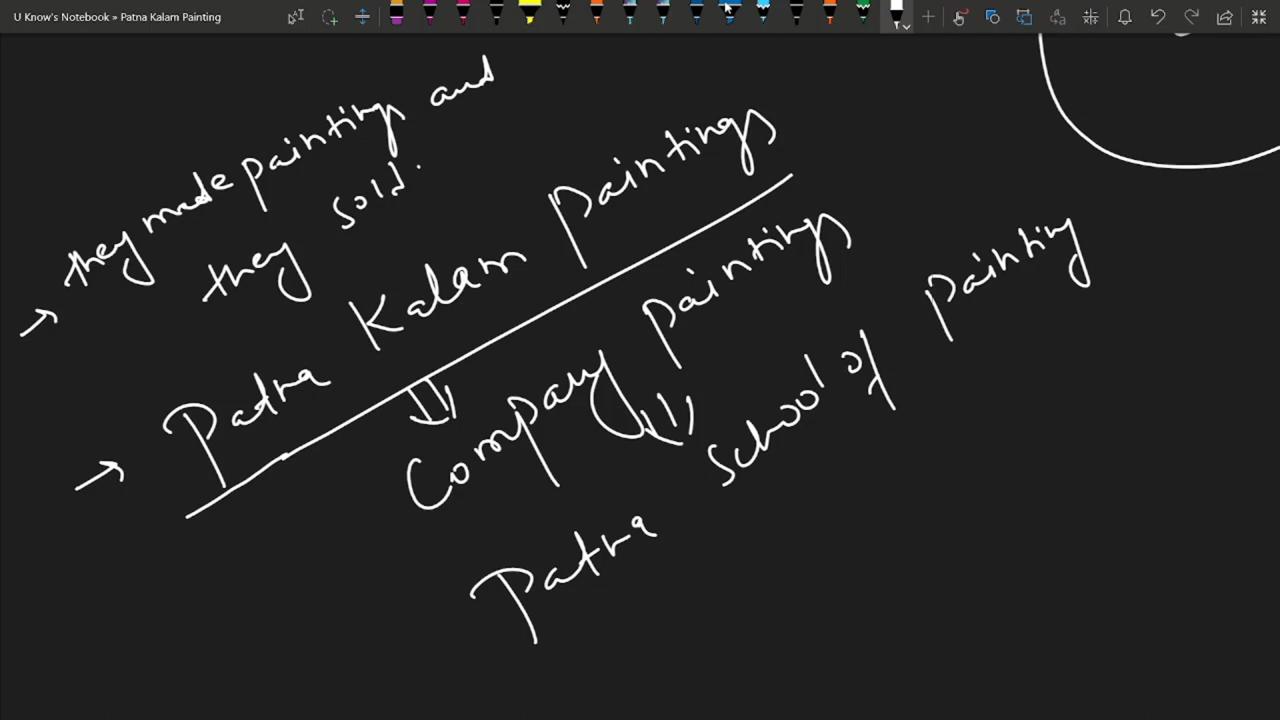 U Know's Notebook » Patna Kalam Painting
→ they made paintings and
they sold.
→ Patna Kalam Paintings
Company paintings
Patna School of Painting